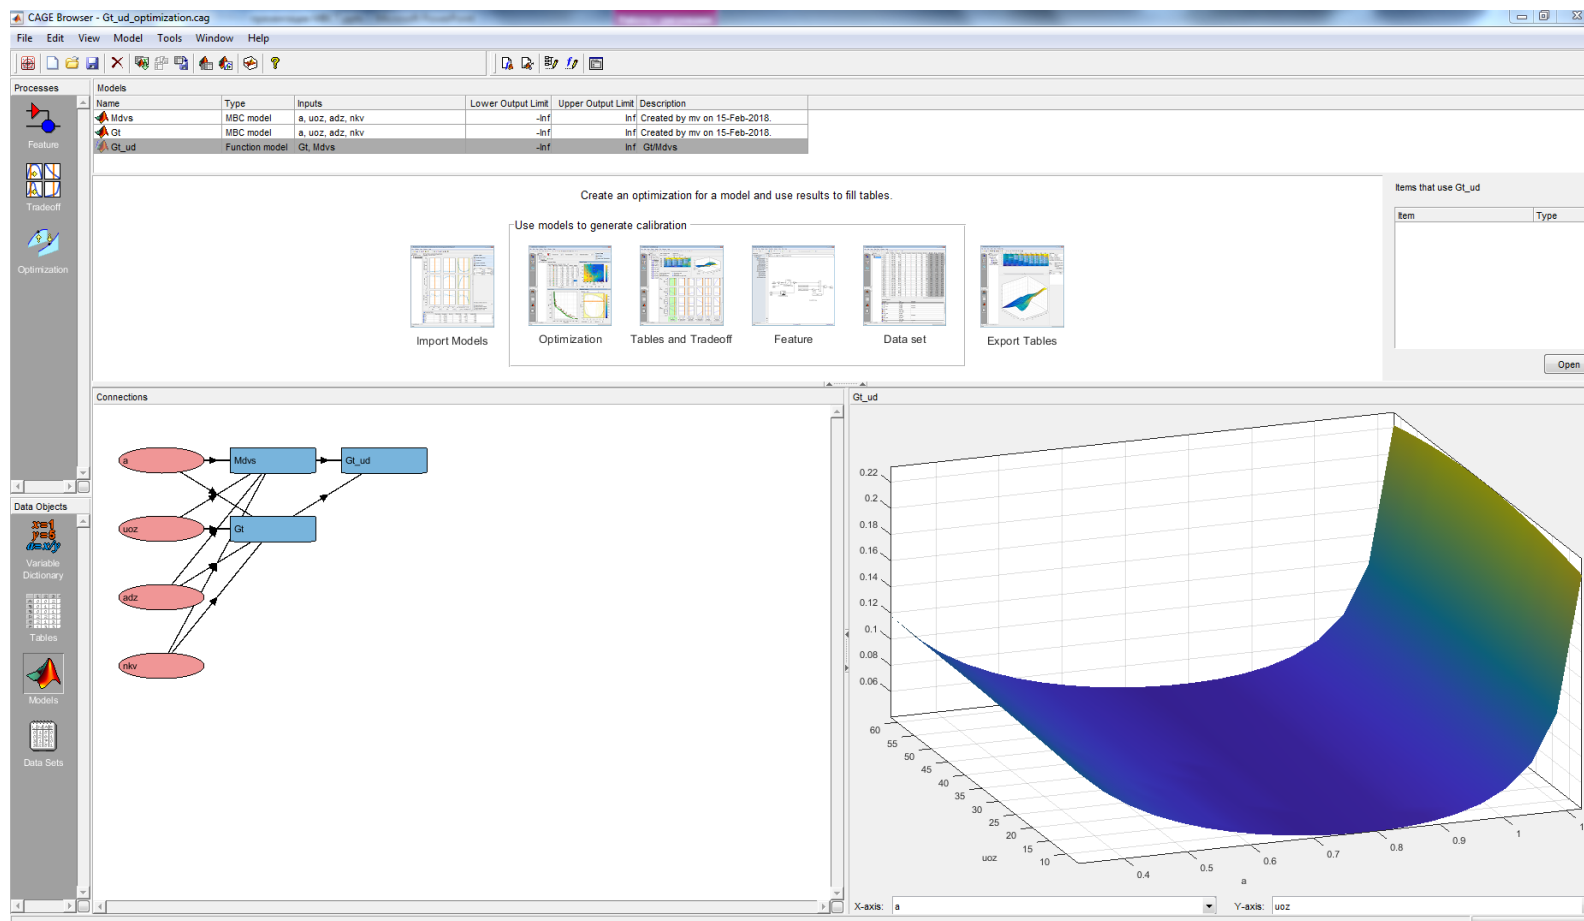 CAGE Browser - Gt_ud_optimization.cag
File Edit View Model Tools Window Help
Processes
Feature
Tradeoff
Optimization
Data Objects
x=1
y=5
a=x/y
Variable
Dictionary
Tables
Models
Data Sets
Models
Name Type Inputs Lower Output Limit Upper Output Limit Description
Mdvs MBC model a, uoz, adz, nkv -Inf Inf Created by mv on 15-Feb-2018.
Gt MBC model a, uoz, adz, nkv -Inf Inf Created by mv on 15-Feb-2018.
Gt_ud Function model Gt, Mdvs -Inf Inf Gt/Mdvs
Create an optimization for a model and use results to fill tables.
Use models to generate calibration
Import Models Optimization Tables and Tradeoff Feature Data set Export Tables
Items that use Gt_ud
Item Type
Open
Connections
a Mdvs Gt_ud
uoz Gt
adz
nkv
Gt_ud
0.22
0.2
0.18
0.16
0.14
0.12
0.1
0.08
0.06
60
55
50
45
40
35
30
25
20
15
10
uoz
0.4 0.5 0.6 0.7 0.8 0.9 1
a
X-axis: a Y-axis: uoz